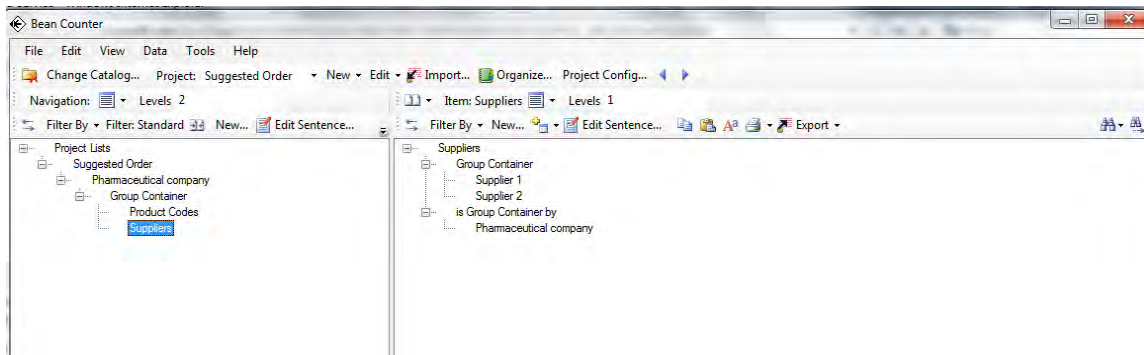 Bean Counter
File Edit View Data Tools Help
Change Catalog... Project: Suggested Order New Edit Import... Organize... Project Config...
Navigation: Levels 2 Item: Suppliers Levels 1
Filter By Filter: Standard New... Edit Sentence... Filter By New... Edit Sentence... Aª Export
Project Lists
Suggested Order
Pharmaceutical company
Group Container
Product Codes
Suppliers
Suppliers
Group Container
Supplier 1
Supplier 2
is Group Container by
Pharmaceutical company